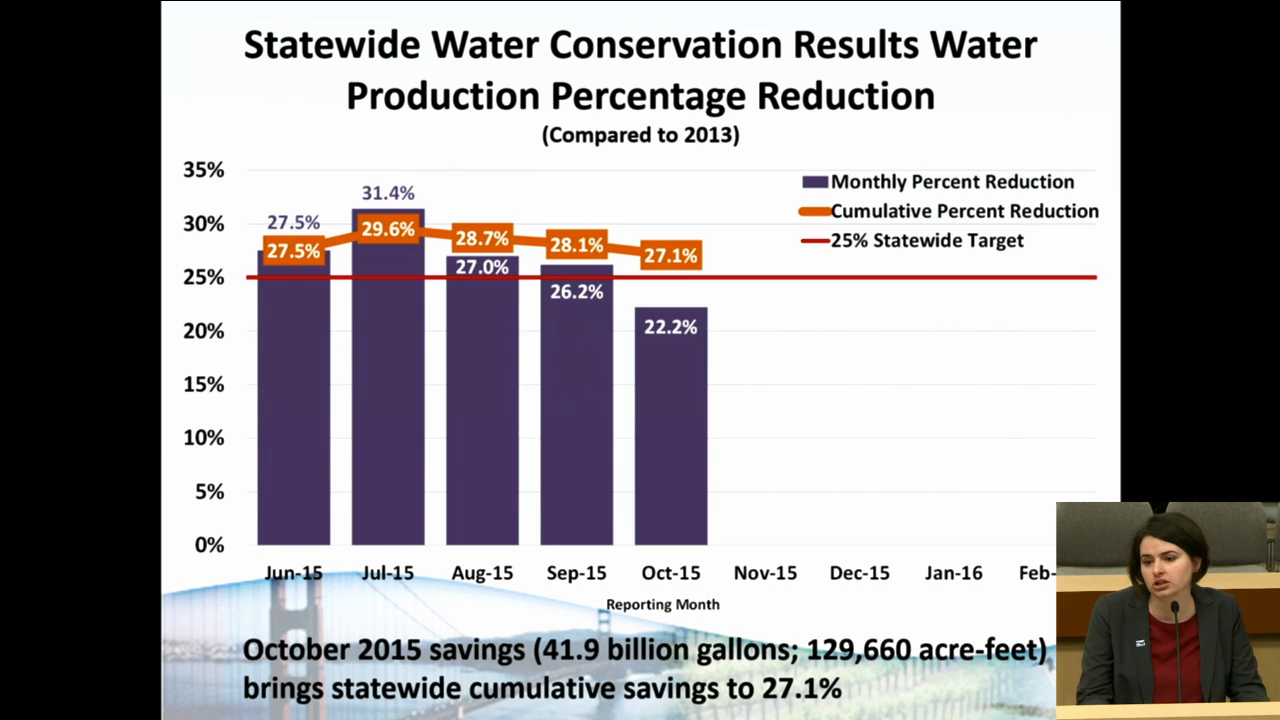 Statewide Water Conservation Results Water
Production Percentage Reduction
(Compared to 2013)
35%
30%
25%
20%
15%
10%
5%
0%
Monthly Percent Reduction
Cumulative Percent Reduction
25% Statewide Target
27.5%
31.4%
27.5%
29.6%
28.7%
28.1%
27.1%
27.0%
26.2%
22.2%
Jun-15 Jul-15 Aug-15 Sep-15 Oct-15 Nov-15 Dec-15 Jan-16 Feb-
Reporting Month
October 2015 savings (41.9 billion gallons; 129,660 acre-feet)
brings statewide cumulative savings to 27.1%